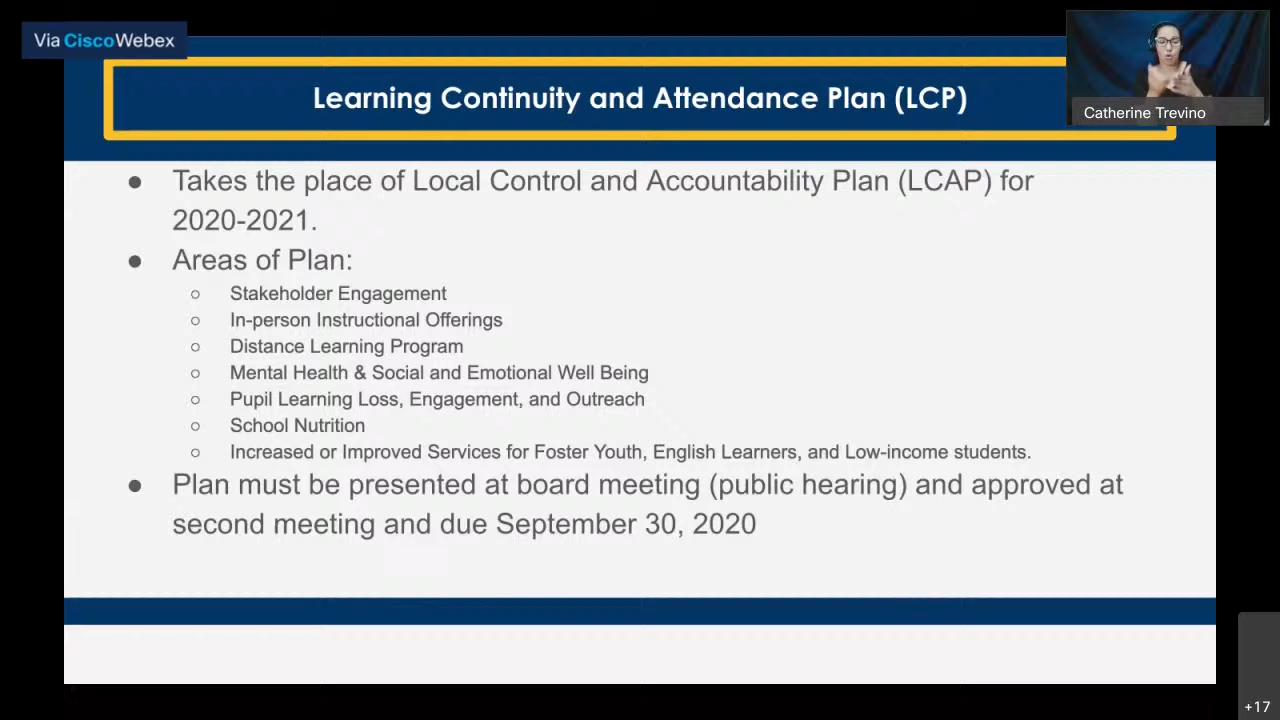 Via CiscoWebex
Learning Continuity and Attendance Plan (LCP)
Catherine Trevino
● Takes the place of Local Control and Accountability Plan (LCAP) for
2020-2021.
● Areas of Plan:
○ Stakeholder Engagement
○ In-person Instructional Offerings
○ Distance Learning Program
○ Mental Health & Social and Emotional Well Being
○ Pupil Learning Loss, Engagement, and Outreach
○ School Nutrition
○ Increased or Improved Services for Foster Youth, English Learners, and Low-income students.
● Plan must be presented at board meeting (public hearing) and approved at
second meeting and due September 30, 2020
+17